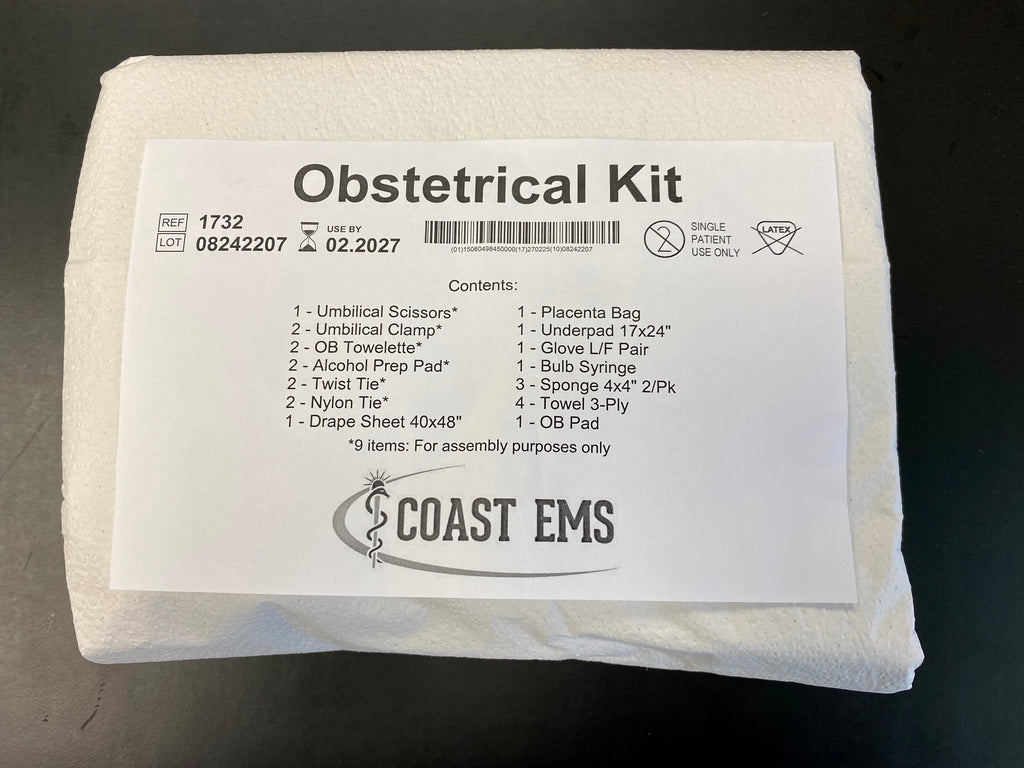 Obstetrical Kit
REF 1732
LOT 08242207
USE BY
02.2027
(01)15060498450000(17)270225(10)08242207
2
SINGLE
PATIENT
USE ONLY
LATEX
Contents:
1 - Umbilical Scissors*
2 - Umbilical Clamp*
2 - OB Towelette*
2 - Alcohol Prep Pad*
2 - Twist Tie*
2 - Nylon Tie*
1 - Drape Sheet 40x48"
1 - Placenta Bag
1 - Underpad 17x24"
1 - Glove L/F Pair
1 - Bulb Syringe
3 - Sponge 4x4" 2/Pk
4 - Towel 3-Ply
1 - OB Pad
*9 items: For assembly purposes only
COAST EMS